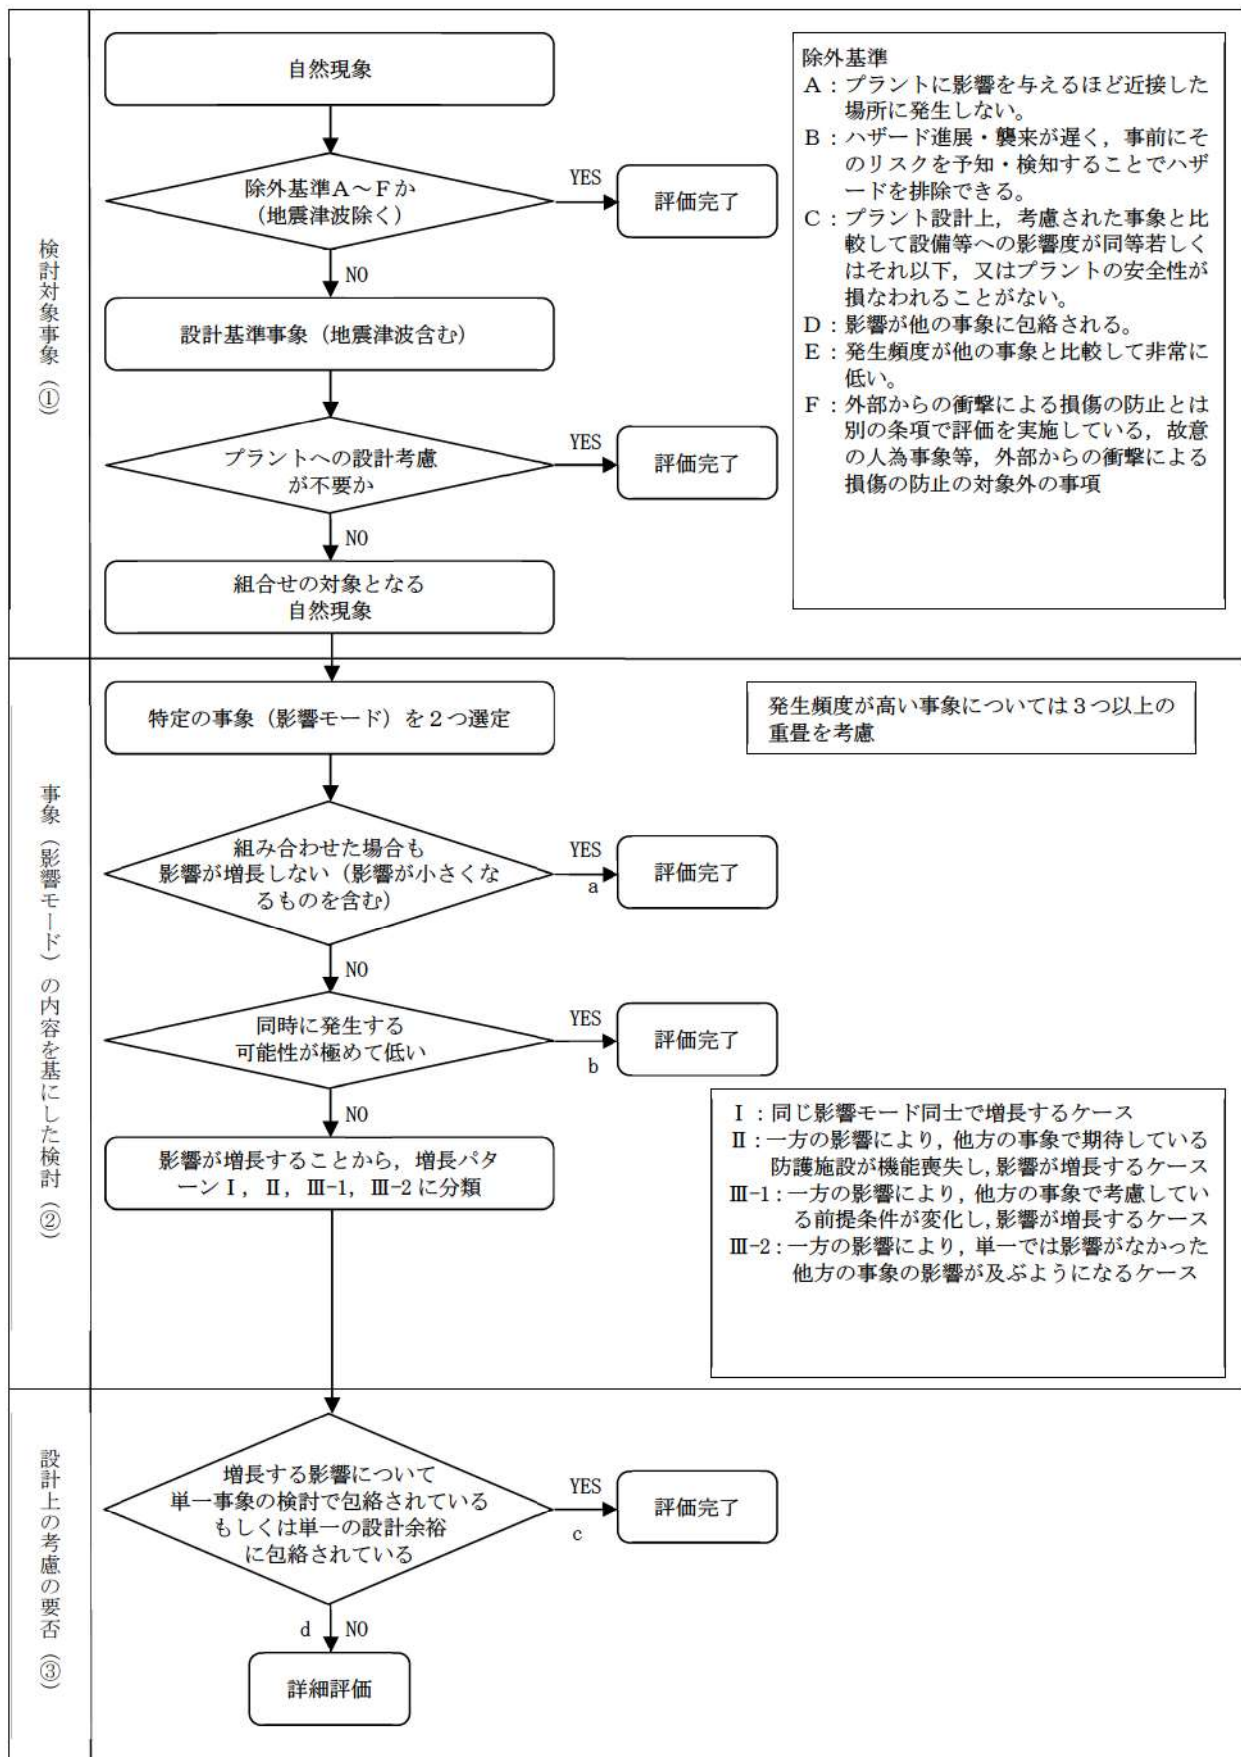 検討対象事象（①）
自然現象
除外基準Ａ～Ｆか
（地震津波除く）
YES
評価完了
NO
設計基準事象（地震津波含む）
プラントへの設計考慮
が不要か
YES
評価完了
NO
組合せの対象となる
自然現象
除外基準
Ａ：プラントに影響を与えるほど近接した
場所に発生しない。
Ｂ：ハザード進展・襲来が遅く，事前にそ
のリスクを予知・検知することでハザ
ードを排除できる。
Ｃ：プラント設計上，考慮された事象と比
較して設備等への影響度が同等若しく
はそれ以下，又はプラントの安全性が
損なわれることがない。
Ｄ：影響が他の事象に包絡される。
Ｅ：発生頻度が他の事象と比較して非常に
低い。
Ｆ：外部からの衝撃による損傷の防止とは
別の条項で評価を実施している，故意
の人為事象等，外部からの衝撃による
損傷の防止の対象外の事項
事象（影響モード）の内容を基にした検討（②）
特定の事象（影響モード）を２つ選定
発生頻度が高い事象については３つ以上の
重畳を考慮
組み合わせた場合も
影響が増長しない（影響が小さくな
るものを含む）
YES
a
評価完了
NO
同時に発生する
可能性が極めて低い
YES
b
評価完了
NO
影響が増長することから，増長パタ
ーンⅠ，Ⅱ，Ⅲ-1，Ⅲ-2 に分類
Ⅰ：同じ影響モード同士で増長するケース
Ⅱ：一方の影響により，他方の事象で期待している
防護施設が機能喪失し，影響が増長するケース
Ⅲ-1：一方の影響により，他方の事象で考慮してい
る前提条件が変化し，影響が増長するケース
Ⅲ-2：一方の影響により，単一では影響がなかった
他方の事象の影響が及ぶようになるケース
設計上の考慮の要否（③）
増長する影響について
単一事象の検討で包絡されている
もしくは単一の設計余裕
に包絡されている
YES
c
評価完了
d
NO
詳細評価